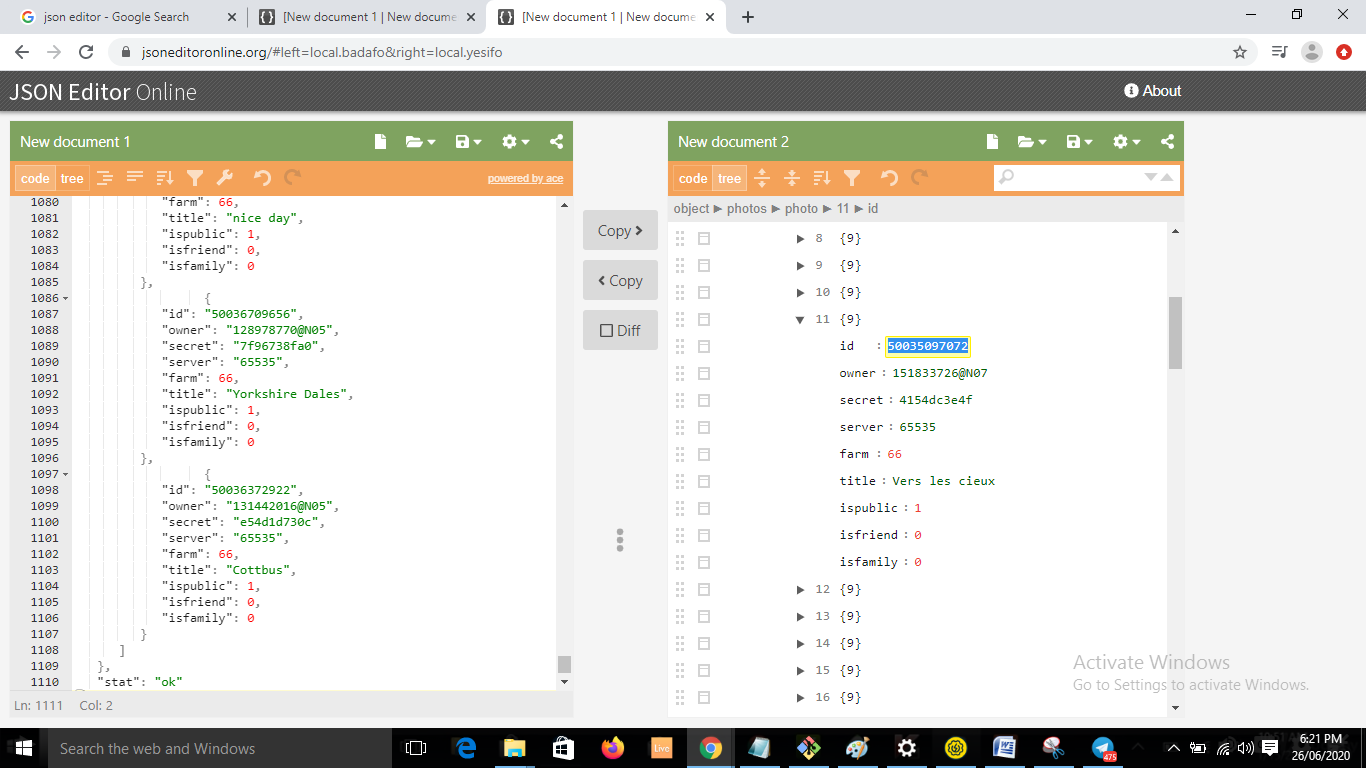 json editor - Google Search
[New document 1 | New docume
[New document 1 | New docume
jsoneditoronline.org/#left=local.badafo&right=local.yesifo
JSON Editor Online
About
New document 1
code tree
powered by ace
1080 "farm": 66,
1081 "title": "nice day",
1082 "ispublic": 1,
1083 "isfriend": 0,
1084 "isfamily": 0
1085 },
1086 {
1087 "id": "50036709656",
1088 "owner": "128978770@N05",
1089 "secret": "7f96738fa0",
1090 "server": "65535",
1091 "farm": 66,
1092 "title": "Yorkshire Dales",
1093 "ispublic": 1,
1094 "isfriend": 0,
1095 "isfamily": 0
1096 },
1097 {
1098 "id": "50036372922",
1099 "owner": "131442016@N05",
1100 "secret": "e54d1d730c",
1101 "server": "65535",
1102 "farm": 66,
1103 "title": "Cottbus",
1104 "ispublic": 1,
1105 "isfriend": 0,
1106 "isfamily": 0
1107 }
1108 ]
1109 },
1110 "stat": "ok"
Ln: 1111 Col: 2
Copy >
< Copy
Diff
New document 2
code tree
object ► photos ► photo ► 11 ► id
8 {9}
9 {9}
10 {9}
11 {9}
id : 50035097072
owner : 151833726@N07
secret : 4154dc3e4f
server : 65535
farm : 66
title : Vers les cieux
ispublic : 1
isfriend : 0
isfamily : 0
12 {9}
13 {9}
14 {9}
15 {9}
16 {9}
Activate Windows
Go to Settings to activate Windows.
Search the web and Windows
Live
475
6:21 PM
26/06/2020